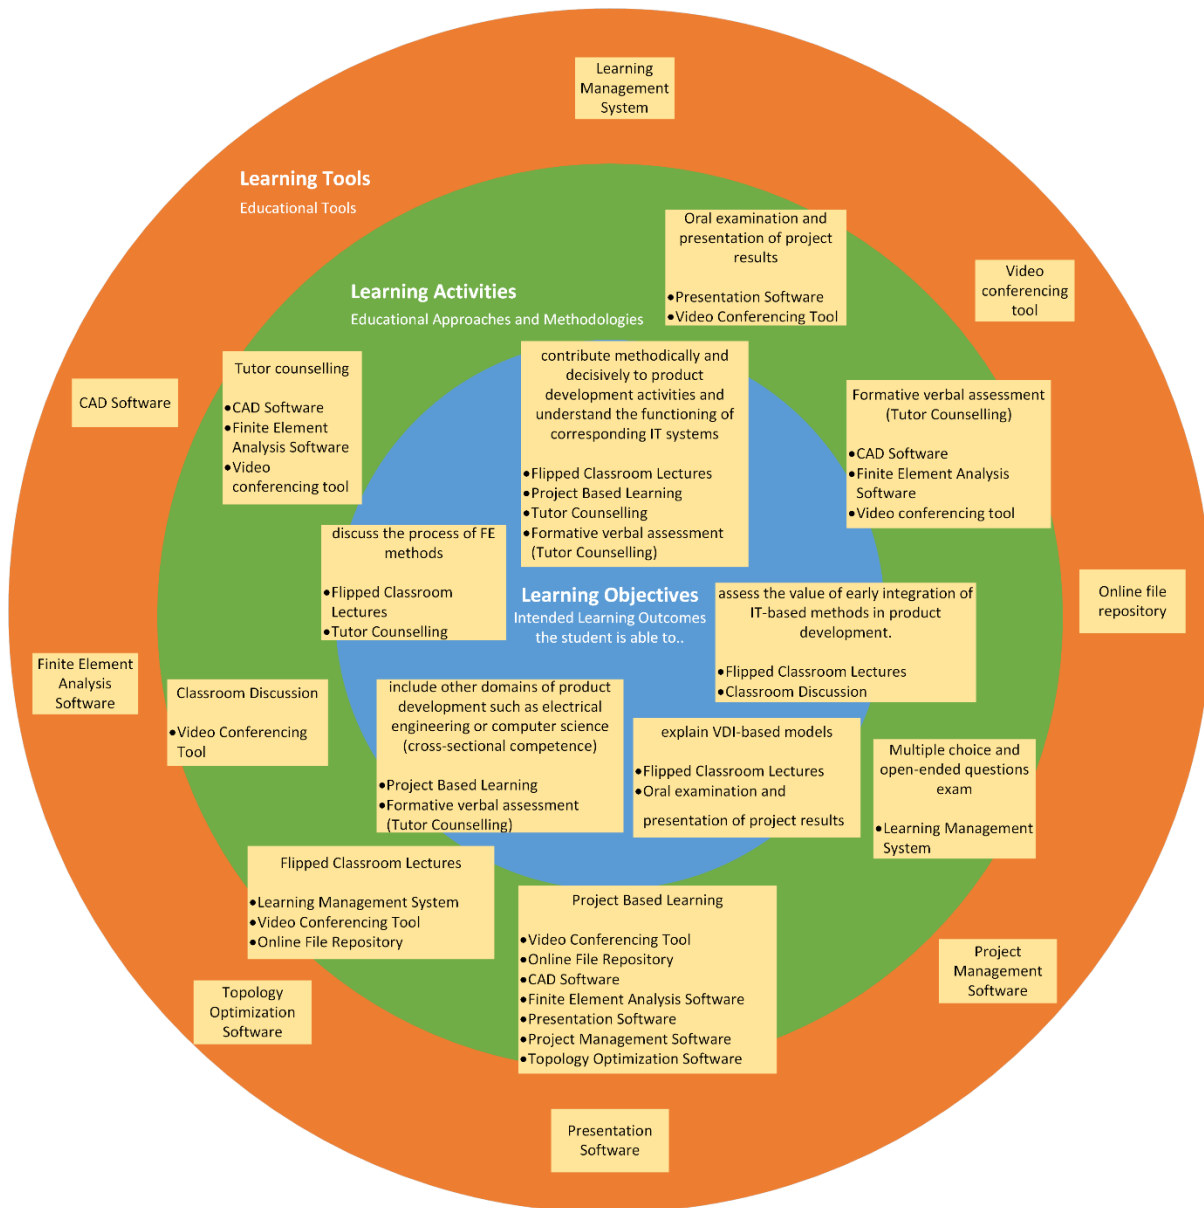 Learning
Management
System
Learning Tools
Educational Tools
Oral examination and
presentation of project
results
●Presentation Software
●Video Conferencing Tool
Video
conferencing
tool
Learning Activities
Educational Approaches and Methodologies
contribute methodically and
decisively to product
development activities and
understand the functioning of
corresponding IT systems
●Flipped Classroom Lectures
●Project Based Learning
●Tutor Counselling
●Formative verbal assessment
(Tutor Counselling)
Tutor counselling
●CAD Software
●Finite Element
Analysis Software
●Video
conferencing tool
CAD Software
Formative verbal assessment
(Tutor Counselling)
●CAD Software
●Finite Element Analysis
Software
●Video conferencing tool
discuss the process of FE
methods
●Flipped Classroom
Lectures
●Tutor Counselling
Learning Objectives
Intended Learning Outcomes
the student is able to..
assess the value of early integration of
IT-based methods in product
development.
●Flipped Classroom Lectures
●Classroom Discussion
Online file
repository
Finite Element
Analysis
Software
Classroom Discussion
●Video Conferencing
Tool
include other domains of product
development such as electrical
engineering or computer science
(cross-sectional competence)
●Project Based Learning
●Formative verbal assessment
(Tutor Counselling)
explain VDI-based models
●Flipped Classroom Lectures
●Oral examination and
presentation of project results
Multiple choice and
open-ended questions
exam
●Learning Management
System
Flipped Classroom Lectures
●Learning Management System
●Video Conferencing Tool
●Online File Repository
Project Based Learning
●Video Conferencing Tool
●Online File Repository
●CAD Software
●Finite Element Analysis Software
●Presentation Software
●Project Management Software
●Topology Optimization Software
Project
Management
Software
Topology
Optimization
Software
Presentation
Software